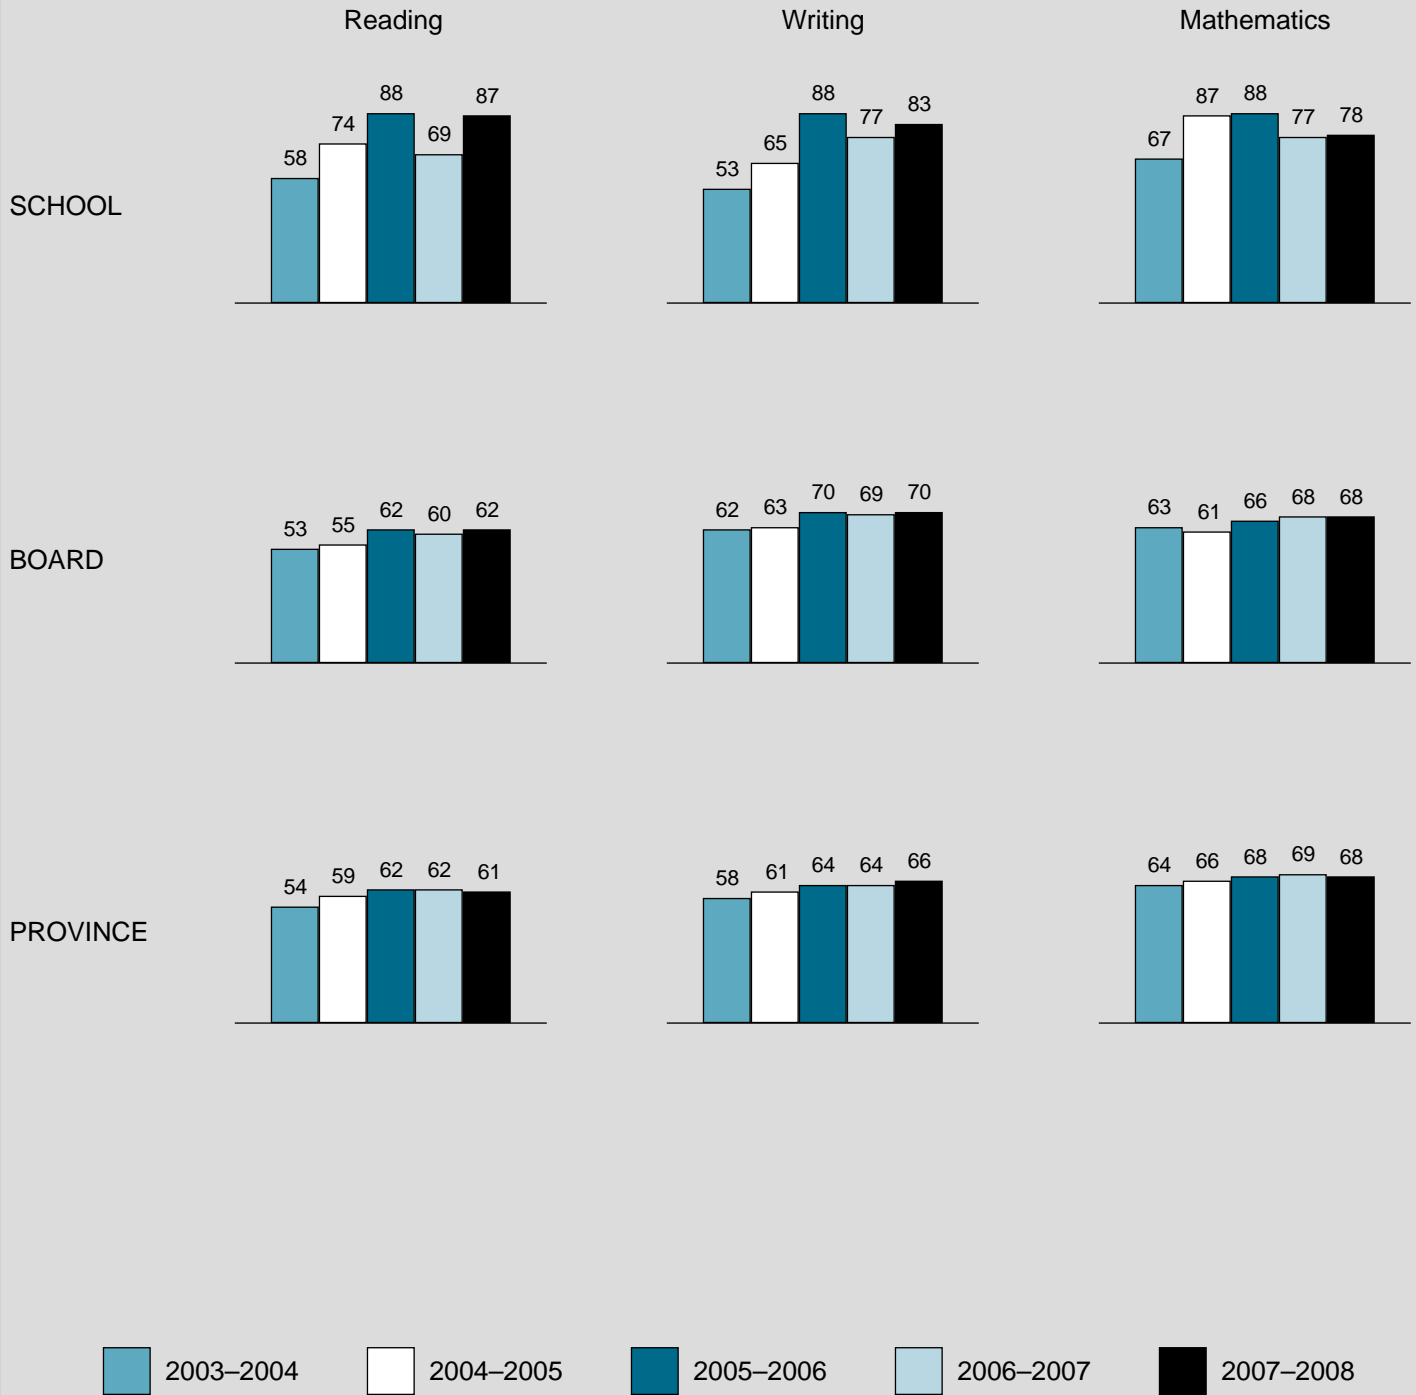 Reading Writing Mathematics
SCHOOL
58 74 88 69 87
53 65 88 77 83
67 87 88 77 78
BOARD
53 55 62 60 62
62 63 70 69 70
63 61 66 68 68
PROVINCE
54 59 62 62 61
58 61 64 64 66
64 66 68 69 68
2003–2004 2004–2005 2005–2006 2006–2007 2007–2008